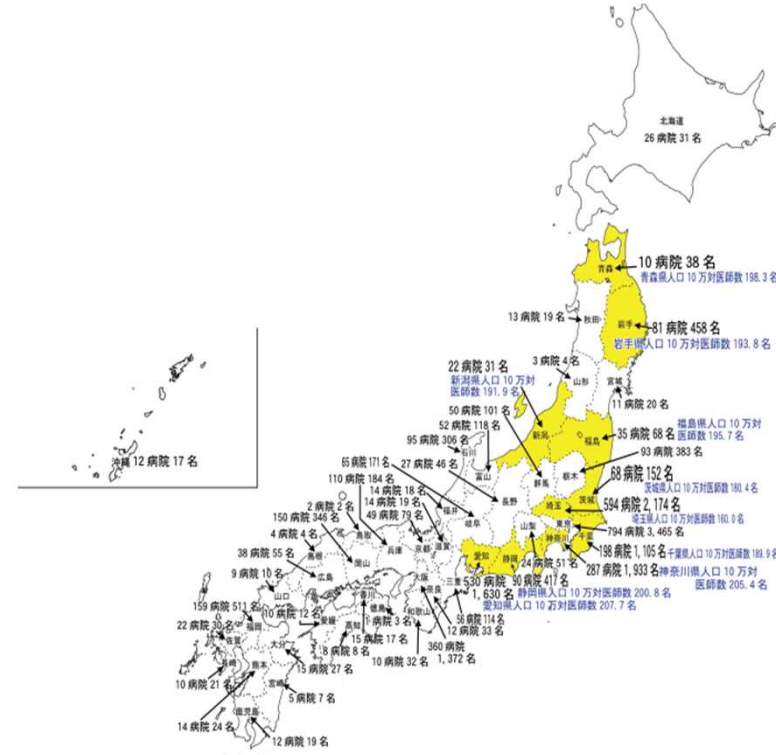 北海道
26 病院 31 名
青森
10 病院 38 名
青森県人口 10 万対医師数 198.3 名
13 病院 19 名
秋田
岩手
81 病院 458 名
岩手県人口 10 万対医師数 193.8 名
3 病院 4 名
山形
宮城
11 病院 20 名
22 病院 31 名
新潟県人口 10 万対
医師数 191.9 名
新潟
福島
35 病院 68 名
福島県人口 10 万対
医師数 195.7 名
50 病院 101 名
52 病院 118 名
95 病院 306 名
石川
富山
群馬
栃木
93 病院 383 名
茨城
68 病院 152 名
茨城県人口 10 万対医師数 180.4 名
埼玉
594 病院 2,174 名
埼玉県人口 10 万対医師数 160.0 名
東京
794 病院 3,465 名
千葉
198 病院 1,105 名
千葉県人口 10 万対医師数 189.9 名
神奈川
287 病院 1,933 名
神奈川県人口 10 万対
医師数 205.4 名
65 病院 171 名
27 病院 46 名
長野
山梨
24 病院 51 名
110 病院 184 名
14 病院 18 名
14 病院 19 名
49 病院 79 名
福井
岐阜
愛知
静岡
530 病院
1,630 名
90 病院 417 名
静岡県人口 10 万対医師数 200.8 名
愛知県人口 10 万対医師数 207.7 名
2 病院 2 名
150 病院 346 名
4 病院 4 名
38 病院 55 名
9 病院 10 名
鳥取
島根
岡山
広島
山口
兵庫
京都
滋賀
大阪
奈良
三重
和歌山
56 病院 114 名
12 病院 33 名
360 病院
1,372 名
10 病院 32 名
香川
徳島
愛媛
高知
10 病院 12 名
15 病院 17 名
8 病院 8 名
159 病院 511 名
22 病院 30 名
福岡
佐賀
長崎
大分
熊本
宮崎
鹿児島
15 病院 27 名
10 病院 21 名
5 病院 7 名
14 病院 24 名
12 病院 19 名
沖縄 12 病院 17 名